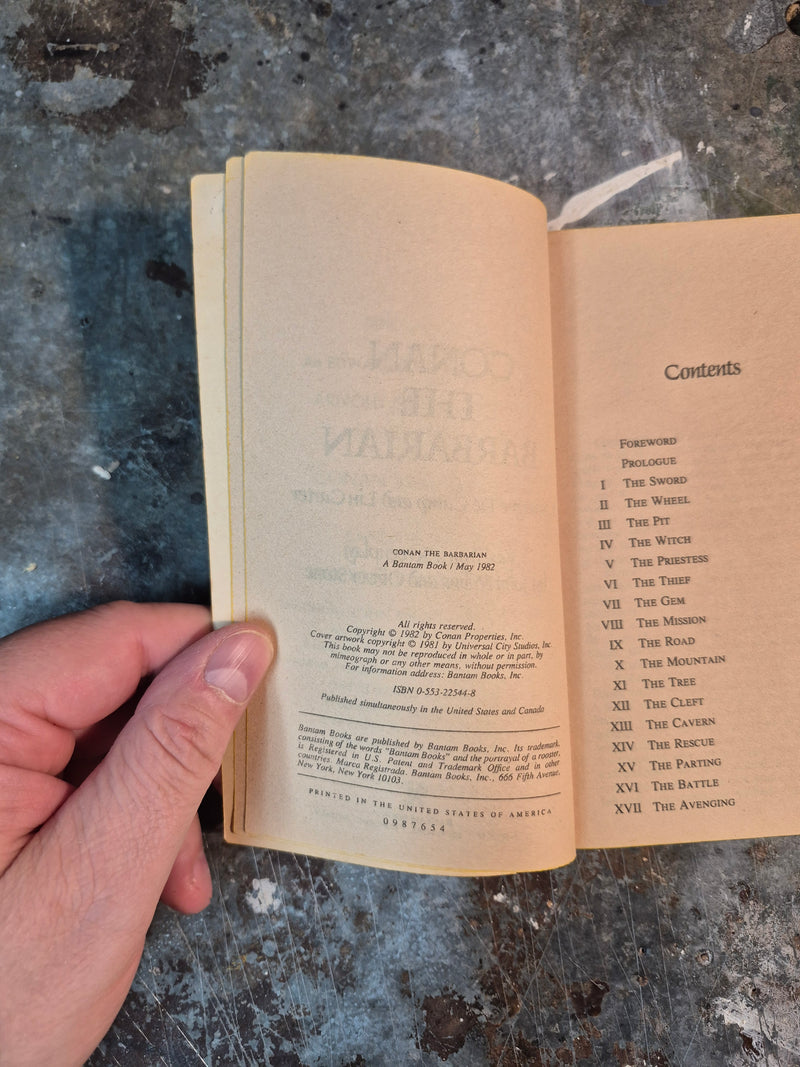 CONAN THE BARBARIAN
A Bantam Book / May 1982
All rights reserved.
Copyright © 1982 by Conan Properties, Inc.
Cover artwork copyright © 1981 by Universal City Studios, Inc.
This book may not be reproduced in whole or in part, by
mimeograph or any other means, without permission.
For information address: Bantam Books, Inc.
ISBN 0-553-22544-8
Published simultaneously in the United States and Canada
Bantam Books are published by Bantam Books, Inc. Its trademark,
consisting of the words "Bantam Books" and the portrayal of a rooster,
is Registered in U.S. Patent and Trademark Office and in other
countries. Marca Registrada. Bantam Books, Inc., 666 Fifth Avenue,
New York, New York 10103.
PRINTED IN THE UNITED STATES OF AMERICA
0 9 8 7 6 5 4
Contents
FOREWORD
PROLOGUE
I THE SWORD
II THE WHEEL
III THE PIT
IV THE WITCH
V THE PRIESTESS
VI THE THIEF
VII THE GEM
VIII THE MISSION
IX THE ROAD
X THE MOUNTAIN
XI THE TREE
XII THE CLEFT
XIII THE CAVERN
XIV THE RESCUE
XV THE PARTING
XVI THE BATTLE
XVII THE AVENGING